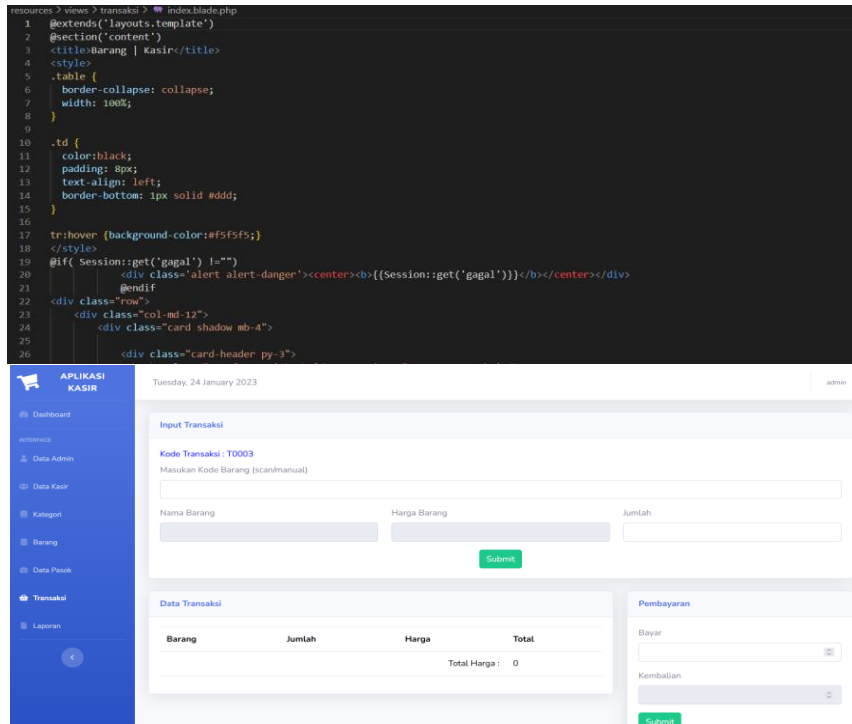 resources > views > transaksi > index.blade.php
1 @extends('layouts.template')
2 @section('content')
3 <title>Barang | Kasir</title>
4 <style>
5 .table {
6 border-collapse: collapse;
7 width: 100%;
8 }
9
10 .td {
11 color:black;
12 padding: 8px;
13 text-align: left;
14 border-bottom: 1px solid #ddd;
15 }
16
17 tr:hover {background-color:#f5f5f5;}
18 </style>
19 @if( Session::get('gagal') !="")
20 <div class='alert alert-danger'><center><b>{{Session::get('gagal')}}</b></center></div>
21 @endif
22 <div class="row">
23 <div class="col-md-12">
24 <div class="card shadow mb-4">
25
26 <div class="card-header py-3">
APLIKASI
KASIR
Tuesday, 24 January 2023
admin
Dashboard
INTERFACE
Data Admin
Data Kasir
Kategori
Barang
Data Pasok
Transaksi
Laporan
Input Transaksi
Kode Transaksi : T0003
Masukan Kode Barang (scan/manual)
Nama Barang Harga Barang Jumlah
Submit
Data Transaksi
Barang Jumlah Harga Total
Total Harga : 0
Pembayaran
Bayar
Kembalian
Submit